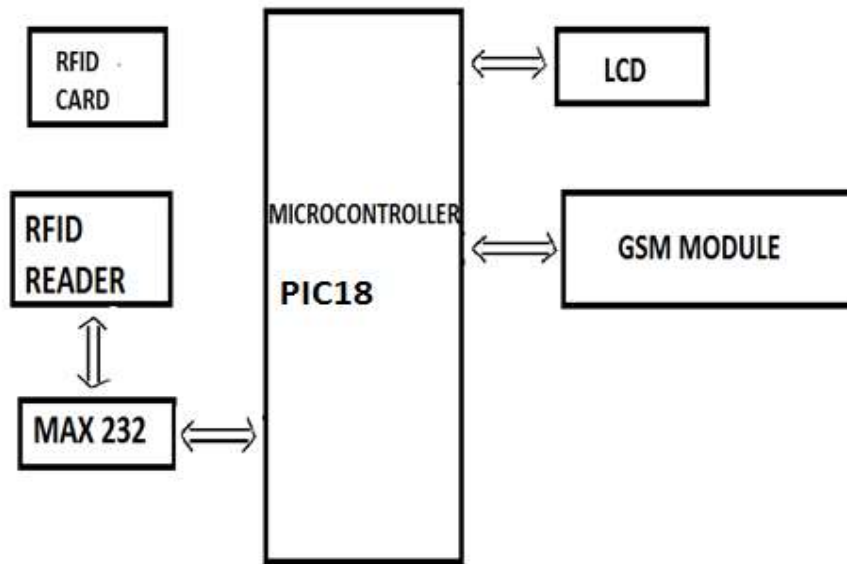 RFID
CARD
LCD
MICROCONTROLLER
PIC18
RFID
READER
GSM MODULE
MAX 232